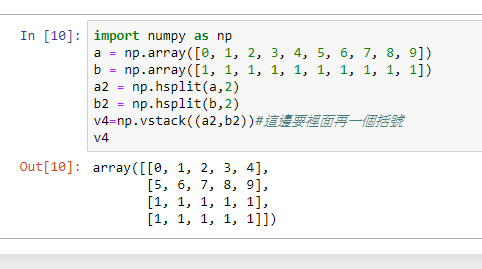 In [10]: import numpy as np
a = np.array([0, 1, 2, 3, 4, 5, 6, 7, 8, 9])
b = np.array([1, 1, 1, 1, 1, 1, 1, 1, 1, 1])
a2 = np.hsplit(a,2)
b2 = np.hsplit(b,2)
v4=np.vstack((a2,b2))#這邊要裡面再一個括號
v4
Out[10]: array([[0, 1, 2, 3, 4],
[5, 6, 7, 8, 9],
[1, 1, 1, 1, 1],
[1, 1, 1, 1, 1]])